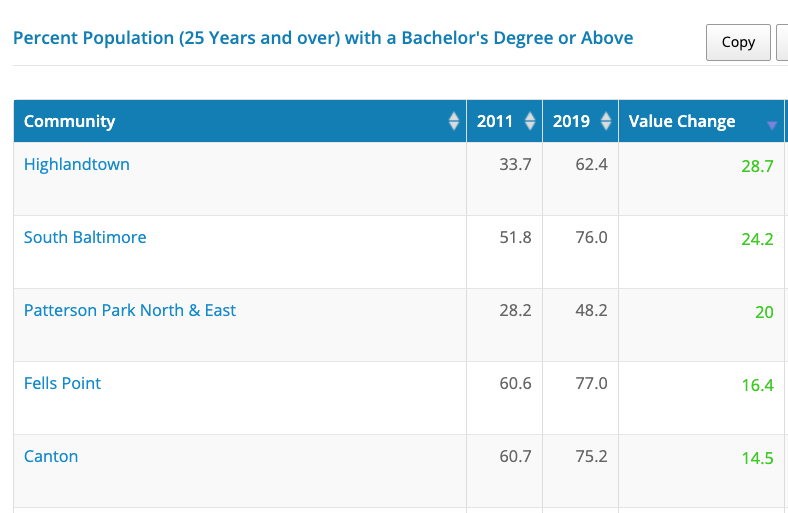 Percent Population (25 Years and over) with a Bachelor's Degree or Above
Copy
Community 2011 2019 Value Change
Highlandtown 33.7 62.4 28.7
South Baltimore 51.8 76.0 24.2
Patterson Park North & East 28.2 48.2 20
Fells Point 60.6 77.0 16.4
Canton 60.7 75.2 14.5